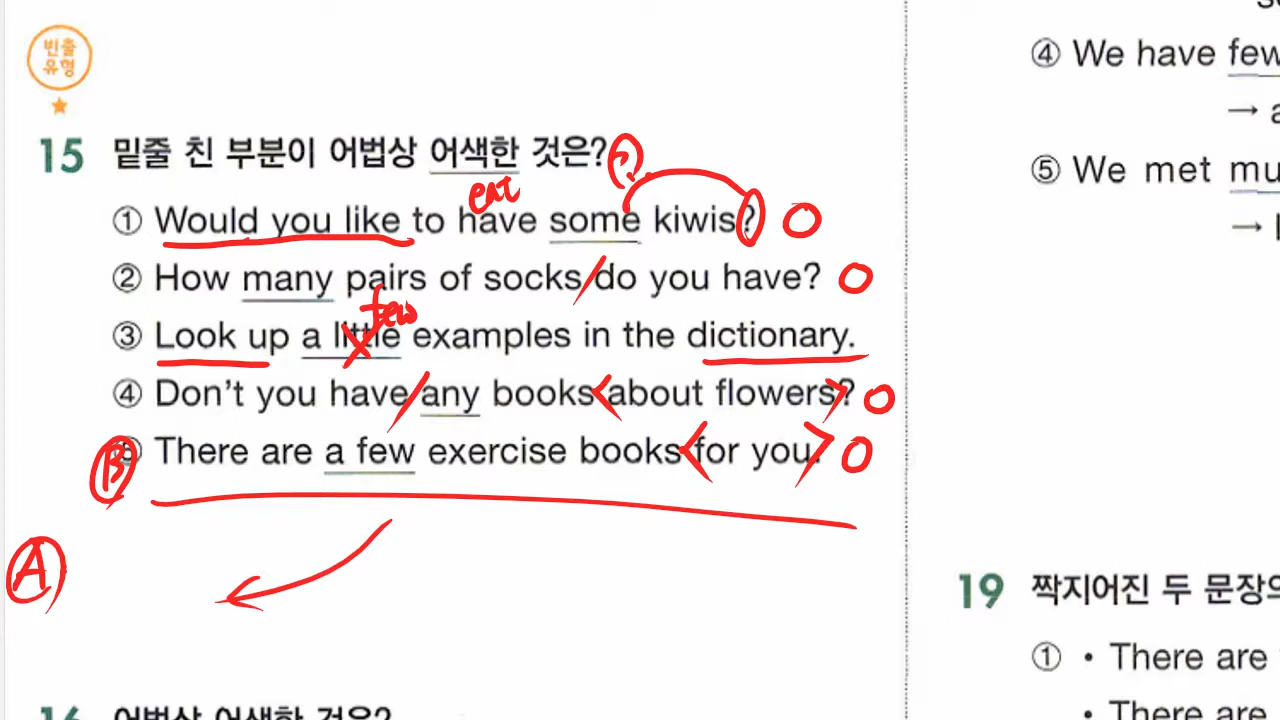 빈출
유형
15 밑줄 친 부분이 어법상 어색한 것은?
?
eat
① Would you like to have some kiwis?
② How many pairs of socks do you have?
few
③ Look up a little examples in the dictionary.
④ Don't you have any books about flowers?
⑤ There are a few exercise books for you.
B
A
④ We have few
→ a
⑤ We met mu
→
19 짝지어진 두 문장의
① • There are
• There are
16 어법상 어색한 것은?